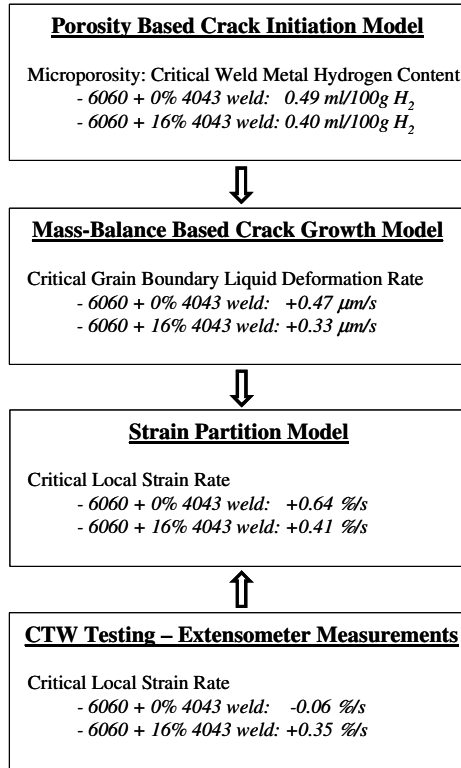 Porosity Based Crack Initiation Model
Microporosity: Critical Weld Metal Hydrogen Content
- 6060 + 0% 4043 weld: 0.49 ml/100g H₂
- 6060 + 16% 4043 weld: 0.40 ml/100g H₂
Mass-Balance Based Crack Growth Model
Critical Grain Boundary Liquid Deformation Rate
- 6060 + 0% 4043 weld: +0.47 µm/s
- 6060 + 16% 4043 weld: +0.33 µm/s
Strain Partition Model
Critical Local Strain Rate
- 6060 + 0% 4043 weld: +0.64 %/s
- 6060 + 16% 4043 weld: +0.41 %/s
CTW Testing – Extensometer Measurements
Critical Local Strain Rate
- 6060 + 0% 4043 weld: -0.06 %/s
- 6060 + 16% 4043 weld: +0.35 %/s